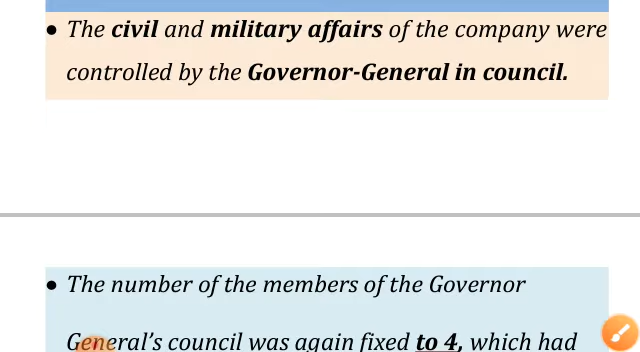 • The civil and military affairs of the company were
controlled by the Governor-General in council.
• The number of the members of the Governor
General's council was again fixed to 4, which had